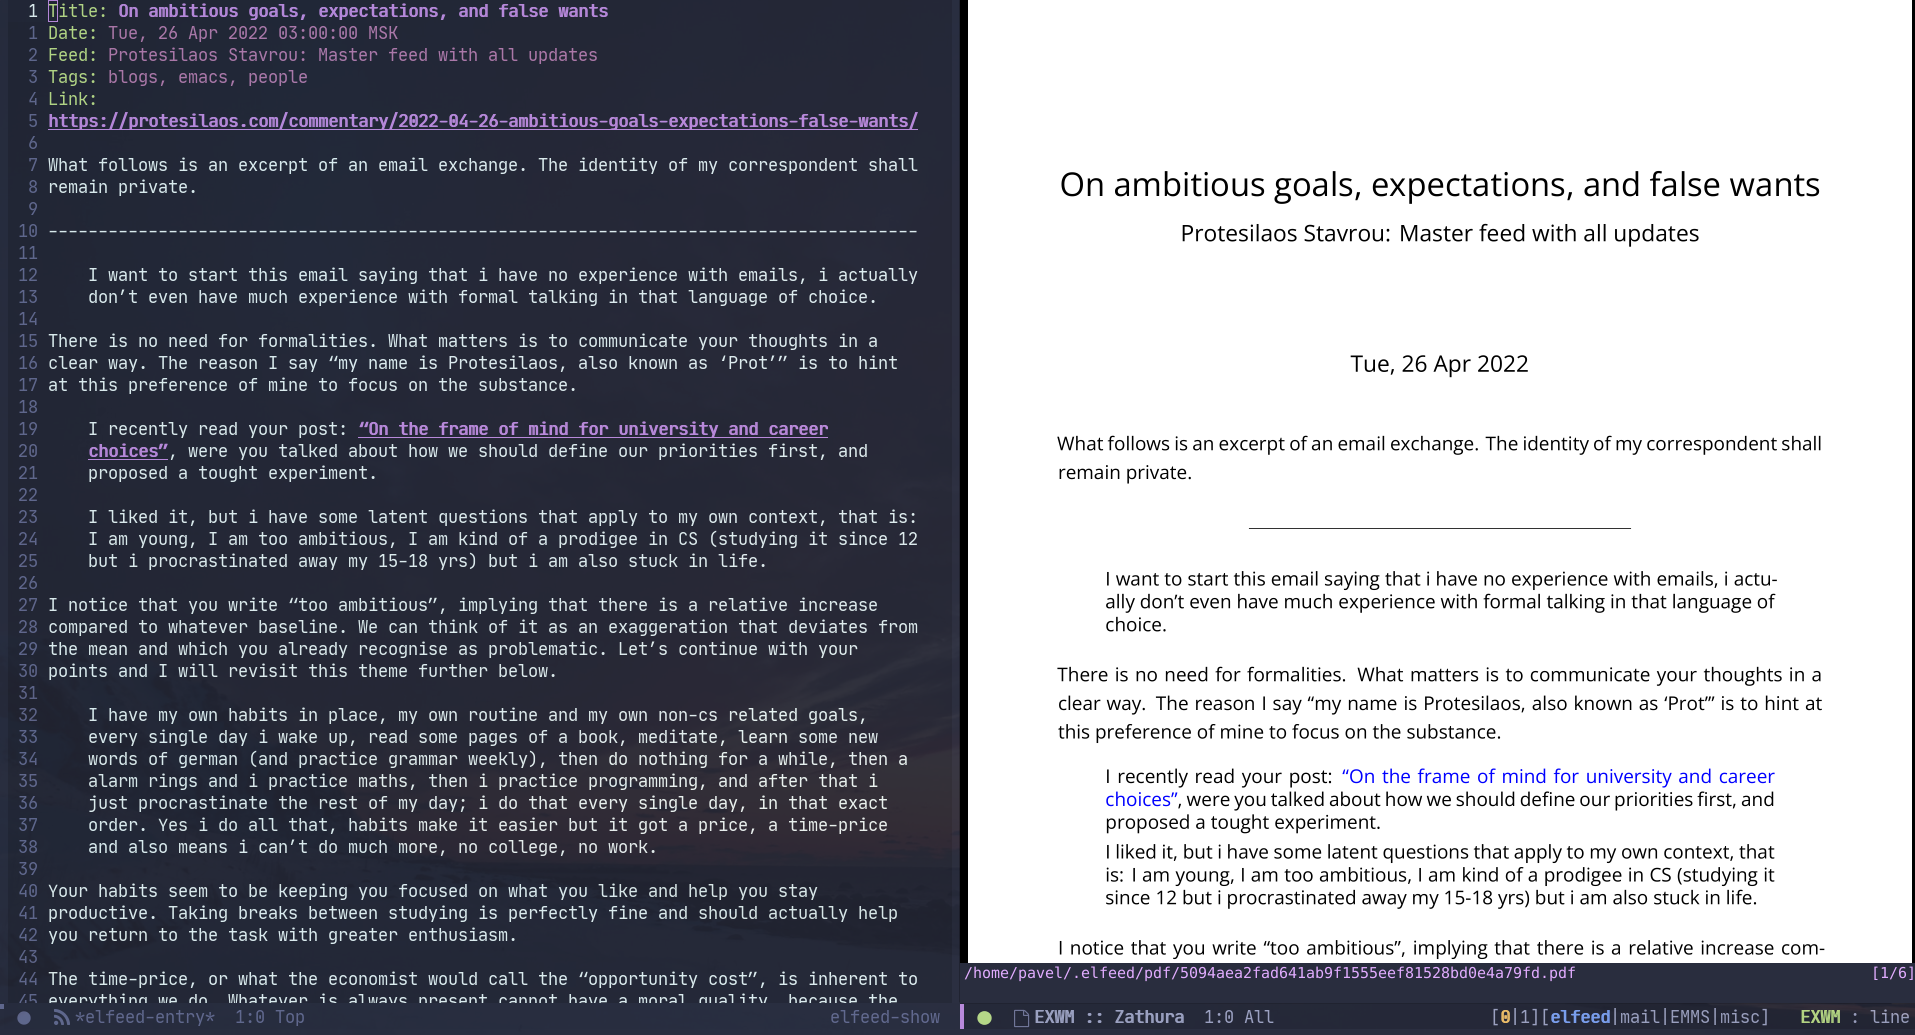 1 Title: On ambitious goals, expectations, and false wants
1 Date: Tue, 26 Apr 2022 03:00:00 MSK
2 Feed: Protesilaos Stavrou: Master feed with all updates
3 Tags: blogs, emacs, people
4 Link:
5 https://protesilaos.com/commentary/2022-04-26-ambitious-goals-expectations-false-wants/
6
7 What follows is an excerpt of an email exchange. The identity of my correspondent shall
8 remain private.
9
10 ---------------------------------------------------------------------------------------
11
12 I want to start this email saying that i have no experience with emails, i actually
13 don’t even have much experience with formal talking in that language of choice.
14
15 There is no need for formalities. What matters is to communicate your thoughts in a
16 clear way. The reason I say “my name is Protesilaos, also known as ‘Prot’” is to hint
17 at this preference of mine to focus on the substance.
18
19 I recently read your post: “On the frame of mind for university and career
20 choices”, were you talked about how we should define our priorities first, and
21 proposed a tought experiment.
22
23 I liked it, but i have some latent questions that apply to my own context, that is:
24 I am young, I am too ambitious, I am kind of a prodigee in CS (studying it since 12
25 but i procrastinated away my 15-18 yrs) but i am also stuck in life.
26
27 I notice that you write “too ambitious”, implying that there is a relative increase
28 compared to whatever baseline. We can think of it as an exaggeration that deviates from
29 the mean and which you already recognise as problematic. Let’s continue with your
30 points and I will revisit this theme further below.
31
32 I have my own habits in place, my own routine and my own non-cs related goals,
33 every single day i wake up, read some pages of a book, meditate, learn some new
34 words of german (and practice grammar weekly), then do nothing for a while, then a
35 alarm rings and i practice maths, then i practice programming, and after that i
36 just procrastinate the rest of my day; i do that every single day, in that exact
37 order. Yes i do all that, habits make it easier but it got a price, a time-price
38 and also means i can’t do much more, no college, no work.
39
40 Your habits seem to be keeping you focused on what you like and help you stay
41 productive. Taking breaks between studying is perfectly fine and should actually help
42 you return to the task with greater enthusiasm.
43
44 The time-price, or what the economist would call the “opportunity cost”, is inherent to
45 everything we do. Whatever is always present cannot have a moral quality, because the
*elfeed-entry* 1:0 Top elfeed-show
On ambitious goals, expectations, and false wants
Protesilaos Stavrou: Master feed with all updates
Tue, 26 Apr 2022
What follows is an excerpt of an email exchange. The identity of my correspondent shall
remain private.
I want to start this email saying that i have no experience with emails, i actu-
ally don’t even have much experience with formal talking in that language of
choice.
There is no need for formalities. What matters is to communicate your thoughts in a
clear way. The reason I say “my name is Protesilaos, also known as ‘Prot’” is to hint at
this preference of mine to focus on the substance.
I recently read your post: “On the frame of mind for university and career
choices”, were you talked about how we should define our priorities first, and
proposed a tought experiment.
I liked it, but i have some latent questions that apply to my own context, that
is: I am young, I am too ambitious, I am kind of a prodigee in CS (studying it
since 12 but i procrastinated away my 15-18 yrs) but i am also stuck in life.
I notice that you write “too ambitious”, implying that there is a relative increase com-
/home/pavel/.elfeed/pdf/5094aea2fad641ab9f1555eef81528bd0e4a79fd.pdf [1/6]
EXWM :: Zathura 1:0 All [0|1][elfeed|mail|EMMS|misc] EXWM : line